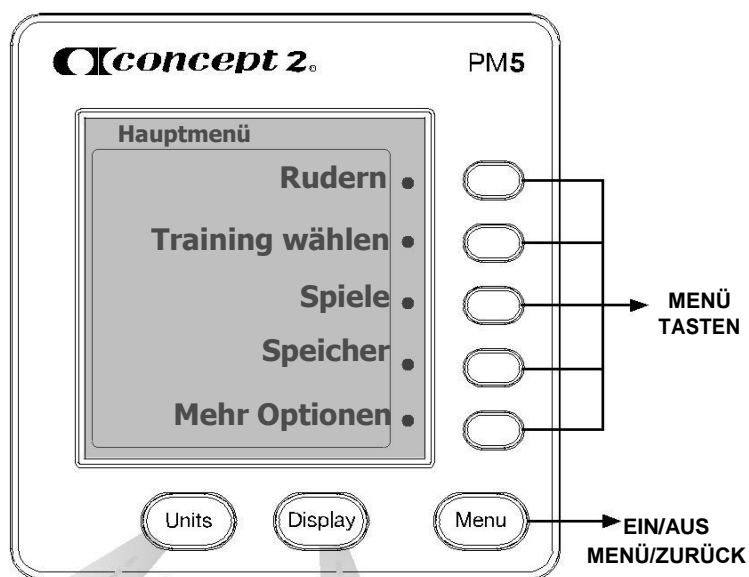 concept 2®
PM5
Hauptmenü
Rudern
Training wählen
Spiele
Speicher
Mehr Optionen
MENÜ
TASTEN
Units
Display
Menu
EIN/AUS
MENÜ/ZURÜCK